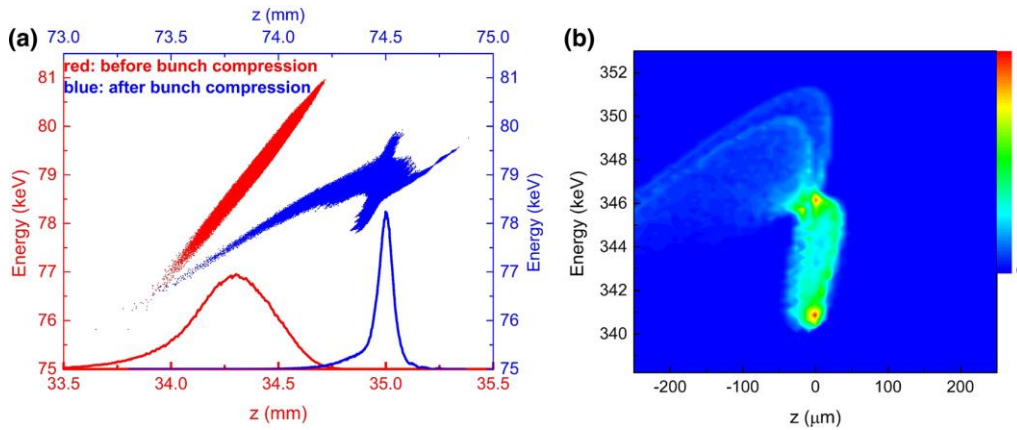 z (mm)
(a)
73.0 73.5 74.0 74.5 75.0
red: before bunch compression
blue: after bunch compression
81 81
80 80
79 79
78 78
77 77
76 76
75 75
Energy (keV)
Energy (keV)
33.5 34.0 34.5 35.0 35.5
z (mm)
(b)
352
350
348
346
344
342
340
Energy (keV)
-200 -100 0 100 200
z (μm)